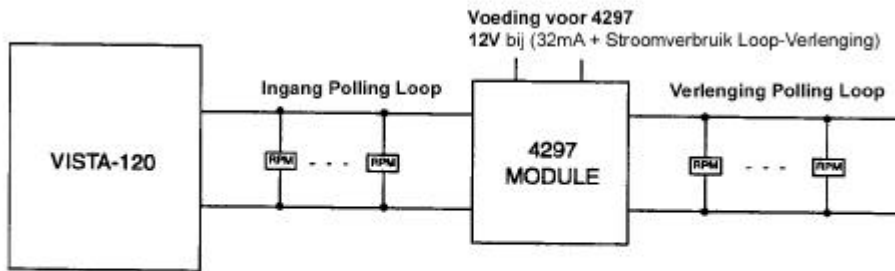 Voeding voor 4297
12V bij (32mA + Stroomverbruik Loop-Verlenging)
Ingang Polling Loop
Verlenging Polling Loop
VISTA-120
RPM
RPM
4297
MODULE
RPM
RPM